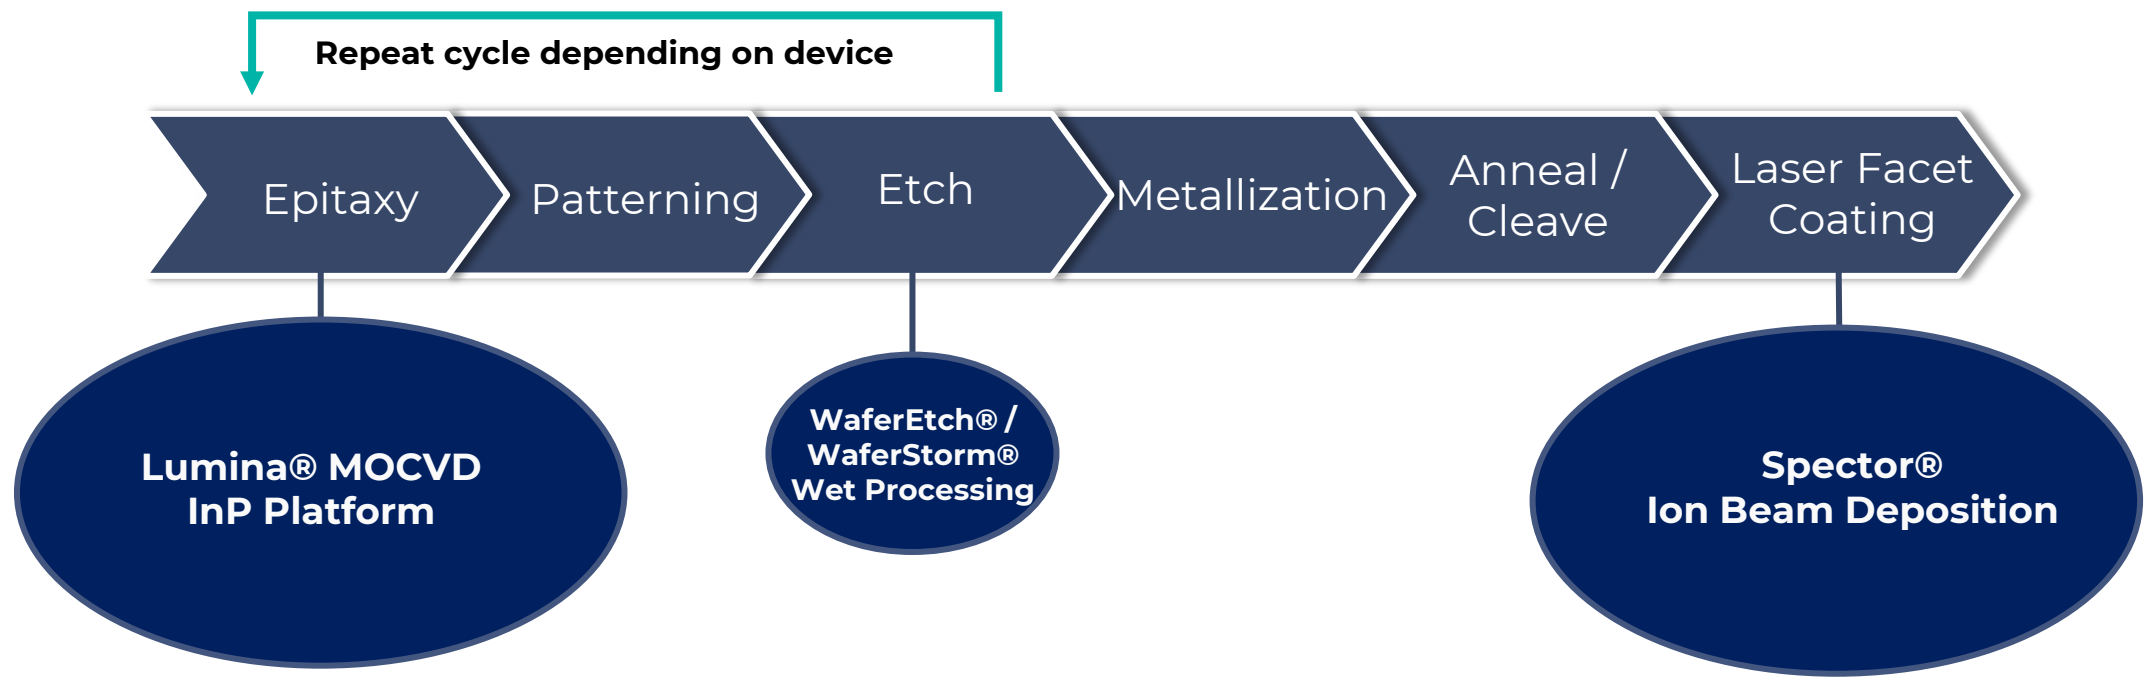 Repeat cycle depending on device
Epitaxy
Patterning
Etch
Metallization
Anneal /
Cleave
Laser Facet
Coating
Lumina® MOCVD
InP Platform
WaferEtch® /
WaferStorm®
Wet Processing
Spector®
Ion Beam Deposition